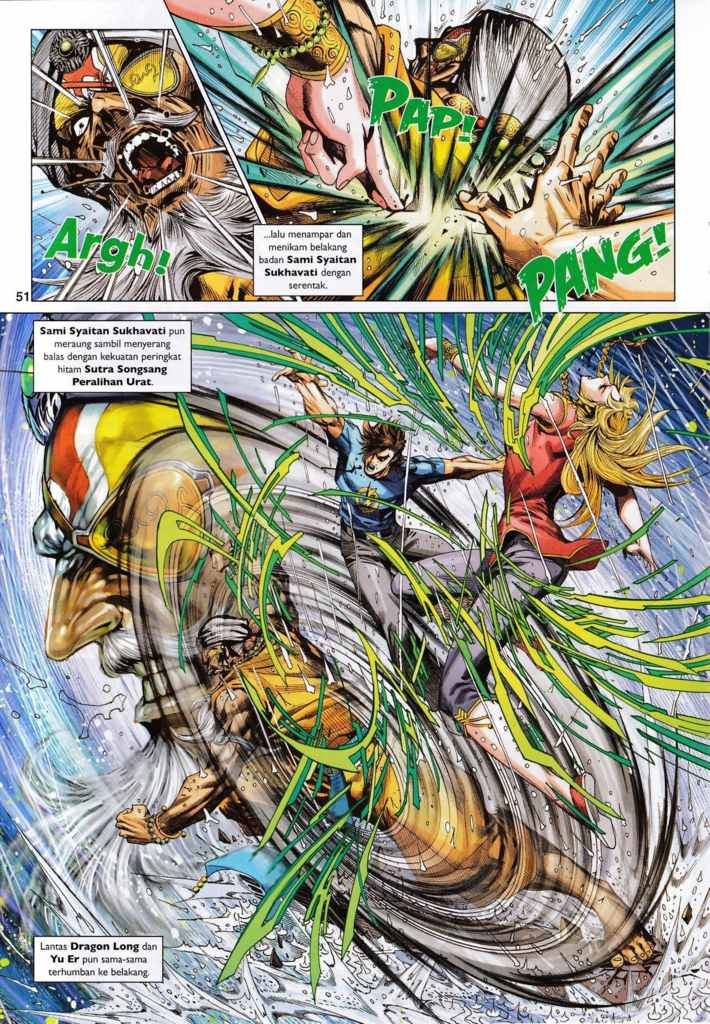 Argh!
PAP!
PANG!
...lalu menampar dan
menikam belakang
badan Sami Syaitan
Sukhavati dengan
serentak.
51
Sami Syaitan Sukhavati pun
meraung sambil menyerang
balas dengan kekuatan peringkat
hitam Sutra Songsang
Peralihan Urat.
Lantas Dragon Long dan
Yu Er pun sama-sama
terhumban ke belakang.